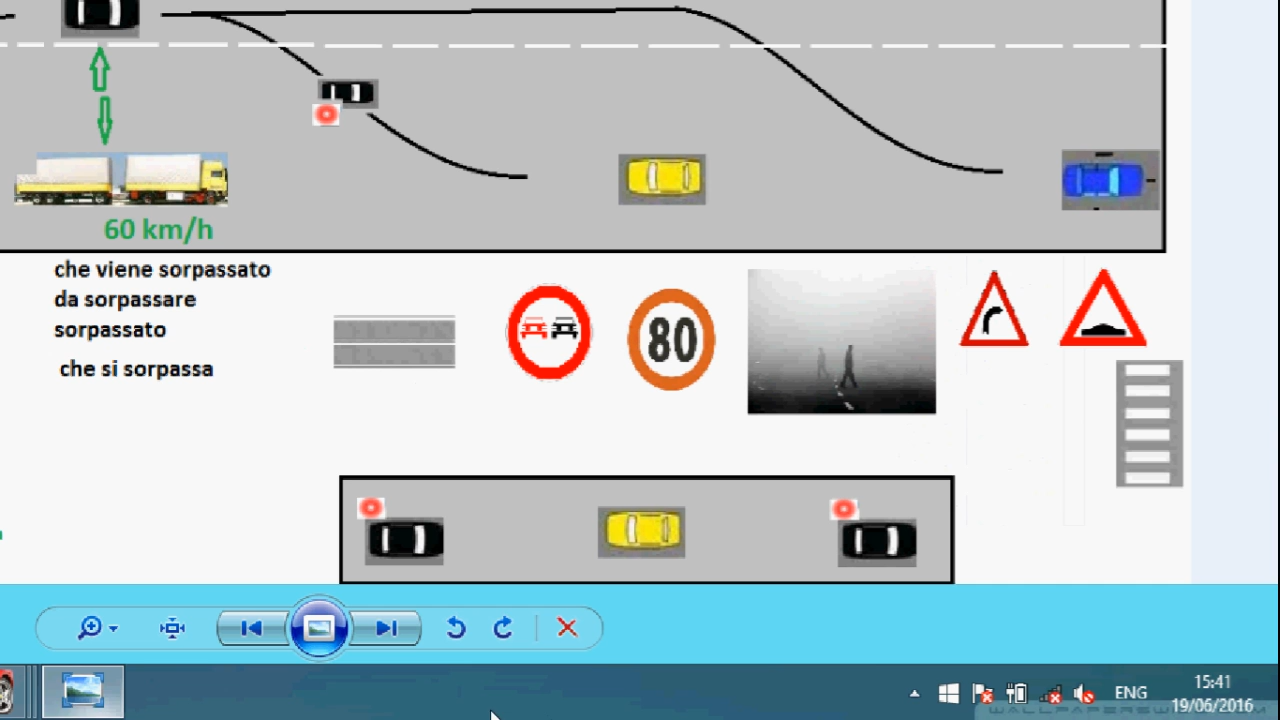 60 km/h
che viene sorpassato
da sorpassare
sorpassato
che si sorpassa
80
ENG
15:41
19/06/2016